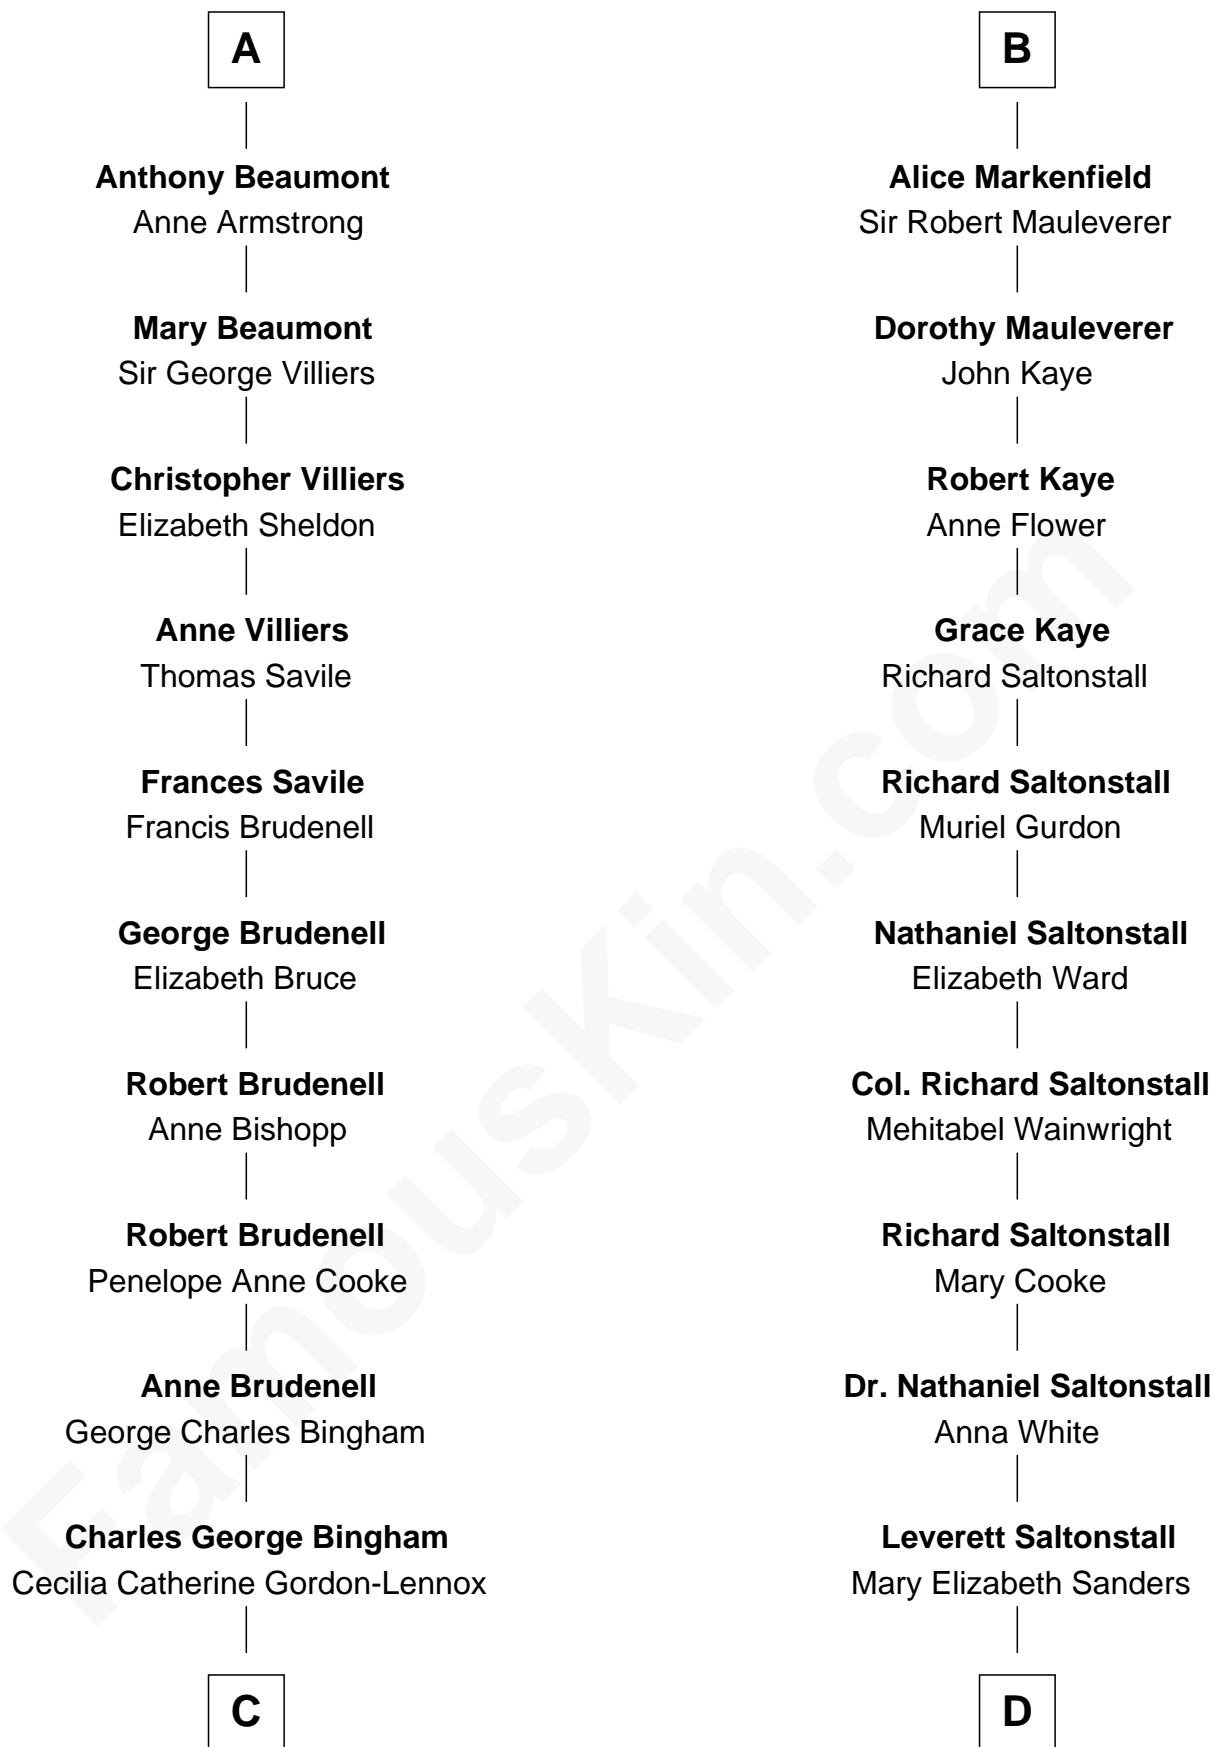 A
Anthony Beaumont
Anne Armstrong
Mary Beaumont
Sir George Villiers
Christopher Villiers
Elizabeth Sheldon
Anne Villiers
Thomas Savile
Frances Savile
Francis Brudenell
George Brudenell
Elizabeth Bruce
Robert Brudenell
Anne Bishopp
Robert Brudenell
Penelope Anne Cooke
Anne Brudenell
George Charles Bingham
Charles George Bingham
Cecilia Catherine Gordon-Lennox
C
B
Alice Markenfield
Sir Robert Mauleverer
Dorothy Mauleverer
John Kaye
Robert Kaye
Anne Flower
Grace Kaye
Richard Saltonstall
Richard Saltonstall
Muriel Gurdon
Nathaniel Saltonstall
Elizabeth Ward
Col. Richard Saltonstall
Mehitabel Wainwright
Richard Saltonstall
Mary Cooke
Dr. Nathaniel Saltonstall
Anna White
Leverett Saltonstall
Mary Elizabeth Sanders
D
FamousKin.com